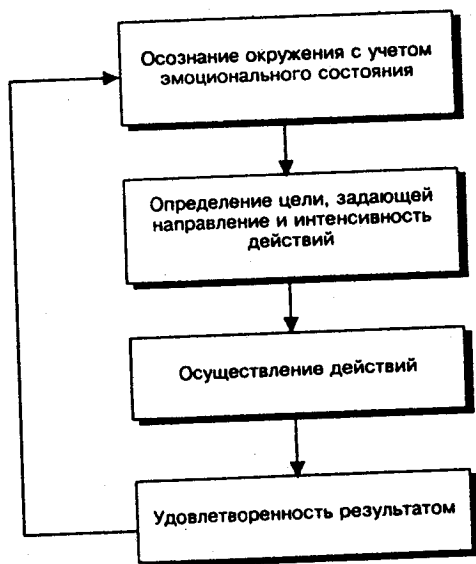 Осознание окружения с учетом
эмоционального состояния
Определение цели, задающей
направление и интенсивность
действий
Осуществление действий
Удовлетворенность результатом